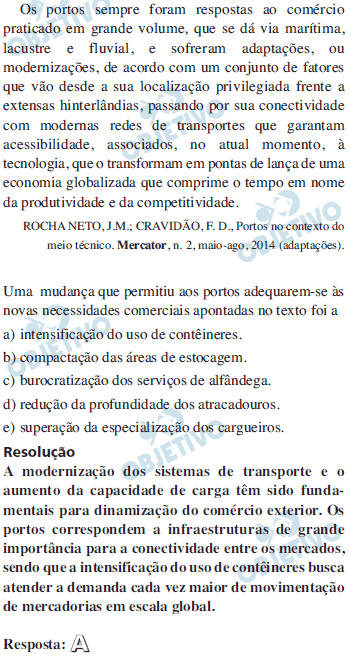 Os portos sempre foram respostas ao comércio
praticado em grande volume, que se dá via marítima,
lacustre e fluvial, e sofreram adaptações, ou
modernizações, de acordo com um conjunto de fatores
que vão desde a sua localização privilegiada frente a
extensas hinterlândias, passando por sua conectividade
com modernas redes de transportes que garantam
acessibilidade, associados, no atual momento, à
tecnologia, que o transformam em pontas de lança de uma
economia globalizada que comprime o tempo em nome
da produtividade e da competitividade.
ROCHA NETO, J.M.; CRAVIDÃO, F. D., Portos no contexto do
meio técnico. Mercator, n. 2, maio-ago, 2014 (adaptações).
Uma mudança que permitiu aos portos adequarem-se às
novas necessidades comerciais apontadas no texto foi a
a) intensificação do uso de contêineres.
b) compactação das áreas de estocagem.
c) burocratização dos serviços de alfândega.
d) redução da profundidade dos atracadouros.
e) superação da especialização dos cargueiros.
Resolução
A modernização dos sistemas de transporte e o
aumento da capacidade de carga têm sido funda-
mentais para dinamização do comércio exterior. Os
portos correspondem a infraestruturas de grande
importância para a conectividade entre os mercados,
sendo que a intensificação do uso de contêineres busca
atender a demanda cada vez maior de movimentação
de mercadorias em escala global.
Resposta: A
OBJETIVO
OBJETIVO
OBJETIVO
OBJETIVO
OBJETIVO
OBJETIVO
OBJETIVO